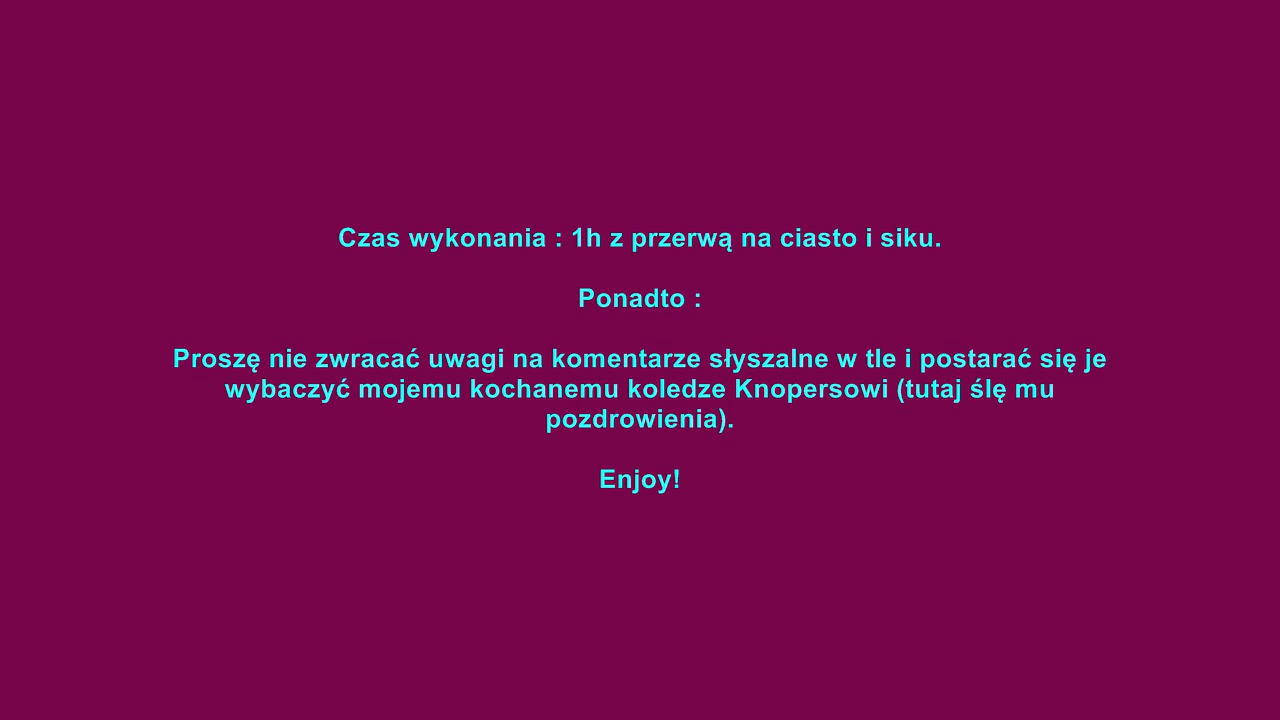 Czas wykonania : 1h z przerwą na ciasto i siku.
Ponadto :
Proszę nie zwracać uwagi na komentarze słyszalne w tle i postarać się je
wybaczyć mojemu kochanemu koledze Knopersowi (tutaj ślę mu
pozdrowienia).
Enjoy!